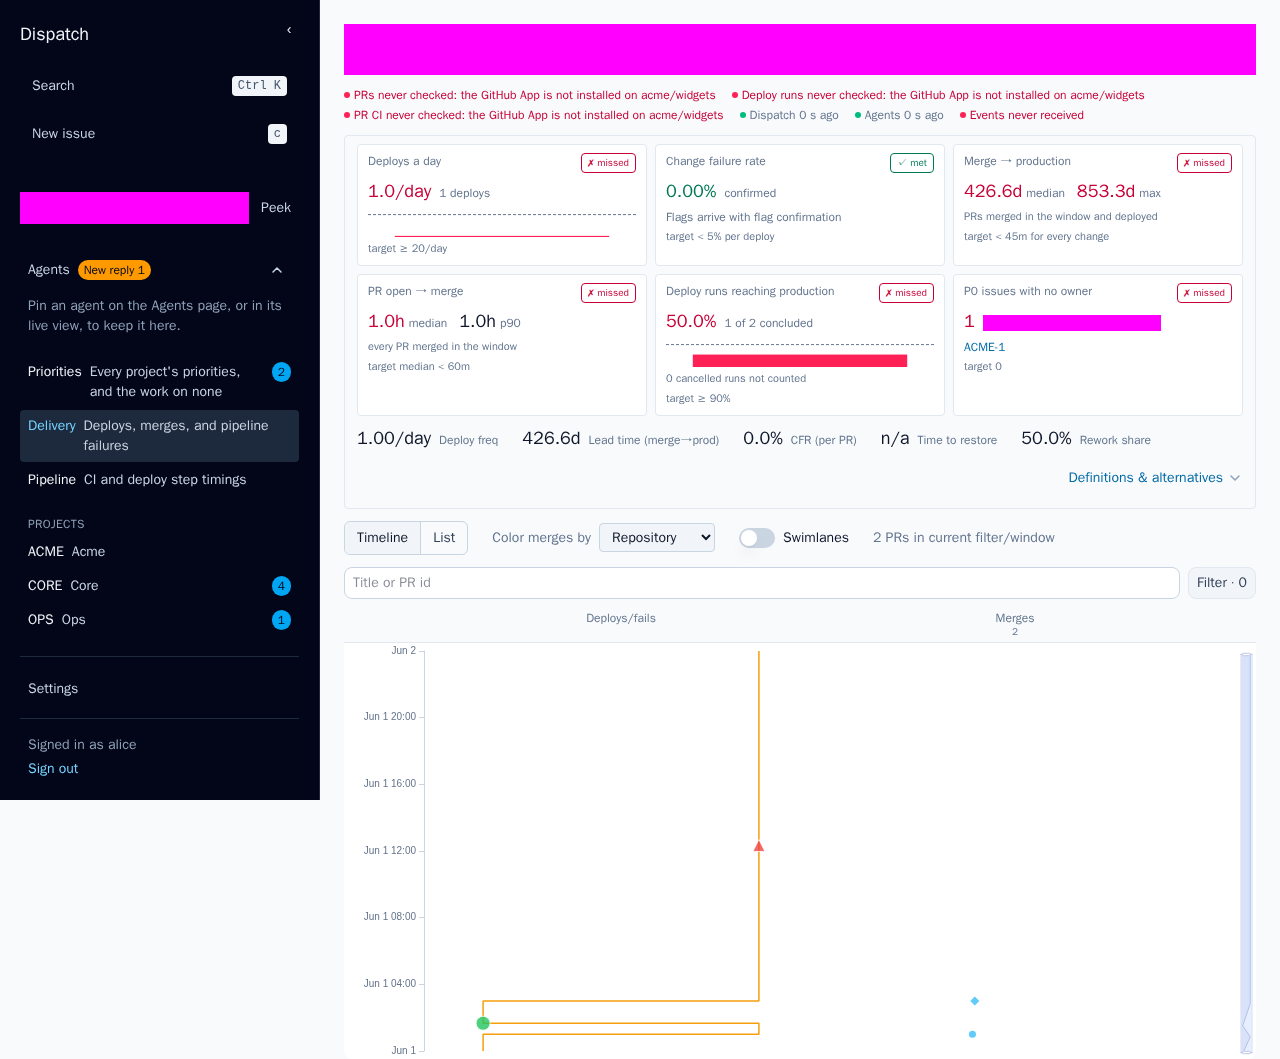 Dispatch
Search Ctrl K
New issue C
Peek
Agents New reply 1
Pin an agent on the Agents page, or in its
live view, to keep it here.
Priorities Every project's priorities, 2
and the work on none
Delivery Deploys, merges, and pipeline
failures
Pipeline CI and deploy step timings
PROJECTS
ACME Acme
CORE Core 4
OPS Ops 1
Settings
Signed in as alice
Sign out
PRs never checked: the GitHub App is not installed on acme/widgets Deploy runs never checked: the GitHub App is not installed on acme/widgets
PR CI never checked: the GitHub App is not installed on acme/widgets Dispatch 0 s ago Agents 0 s ago Events never received
Deploys a day ✗ missed
1.0/day 1 deploys
target ≥ 20/day
Change failure rate ✓ met
0.00% confirmed
Flags arrive with flag confirmation
target < 5% per deploy
Merge → production ✗ missed
426.6d median 853.3d max
PRs merged in the window and deployed
target < 45m for every change
PR open → merge ✗ missed
1.0h median 1.0h p90
every PR merged in the window
target median < 60m
Deploy runs reaching production ✗ missed
50.0% 1 of 2 concluded
0 cancelled runs not counted
target ≥ 90%
P0 issues with no owner ✗ missed
1
ACME-1
target 0
1.00/day Deploy freq 426.6d Lead time (merge→prod) 0.0% CFR (per PR) n/a Time to restore 50.0% Rework share
Definitions & alternatives
Timeline List Color merges by Repository Swimlanes 2 PRs in current filter/window
Title or PR id Filter · 0
Deploys/fails Merges
2
Jun 2
Jun 1 20:00
Jun 1 16:00
Jun 1 12:00
Jun 1 08:00
Jun 1 04:00
Jun 1